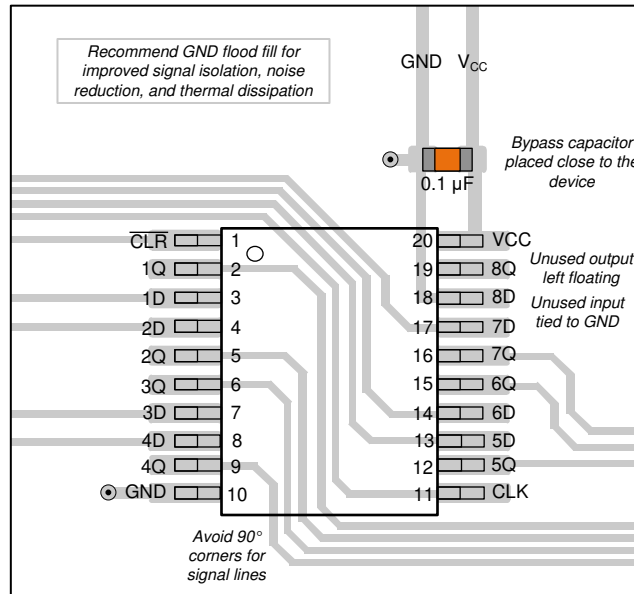 Recommend GND flood fill for
improved signal isolation, noise
reduction, and thermal dissipation
GND VCC
Bypass capacitor
placed close to the
device
0.1 µF
CLR 1 20 VCC
1Q 2 19 8Q
1D 3 18 8D
2D 4 17 7D
2Q 5 16 7Q
3Q 6 15 6Q
3D 7 14 6D
4D 8 13 5D
4Q 9 12 5Q
GND 10 11 CLK
Unused output
left floating
Unused input
tied to GND
Avoid 90°
corners for
signal lines